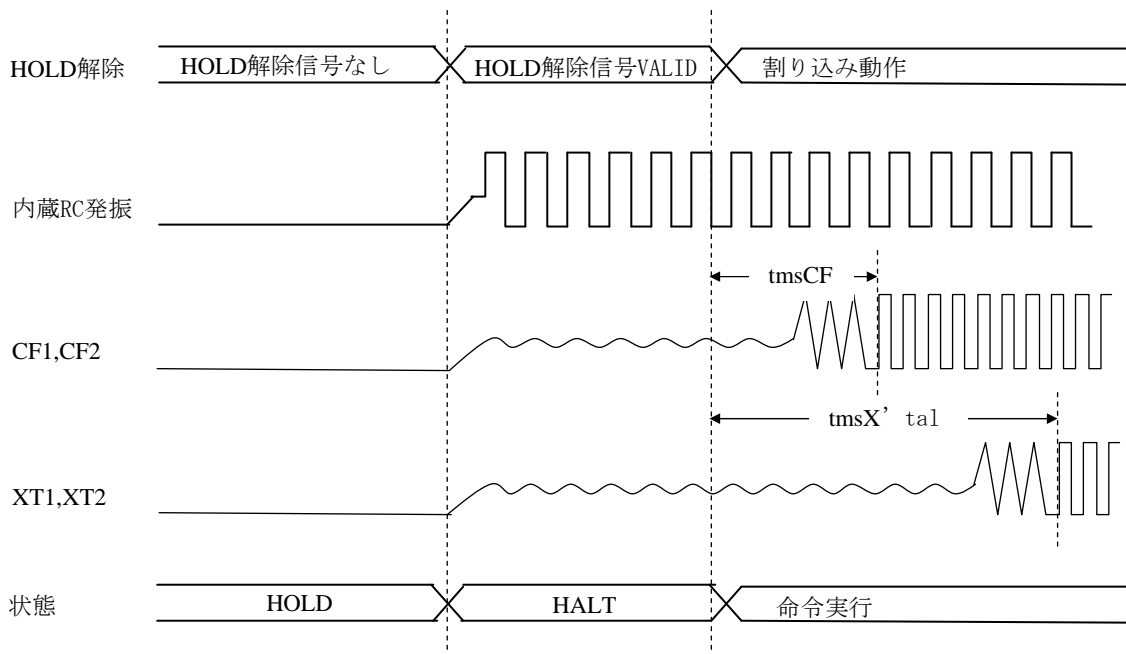 HOLD解除 HOLD解除信号なし HOLD解除信号VALID 割り込み動作
内蔵RC発振
tmsCF
CF1,CF2
tmsX’tal
XT1,XT2
状態 HOLD HALT 命令実行